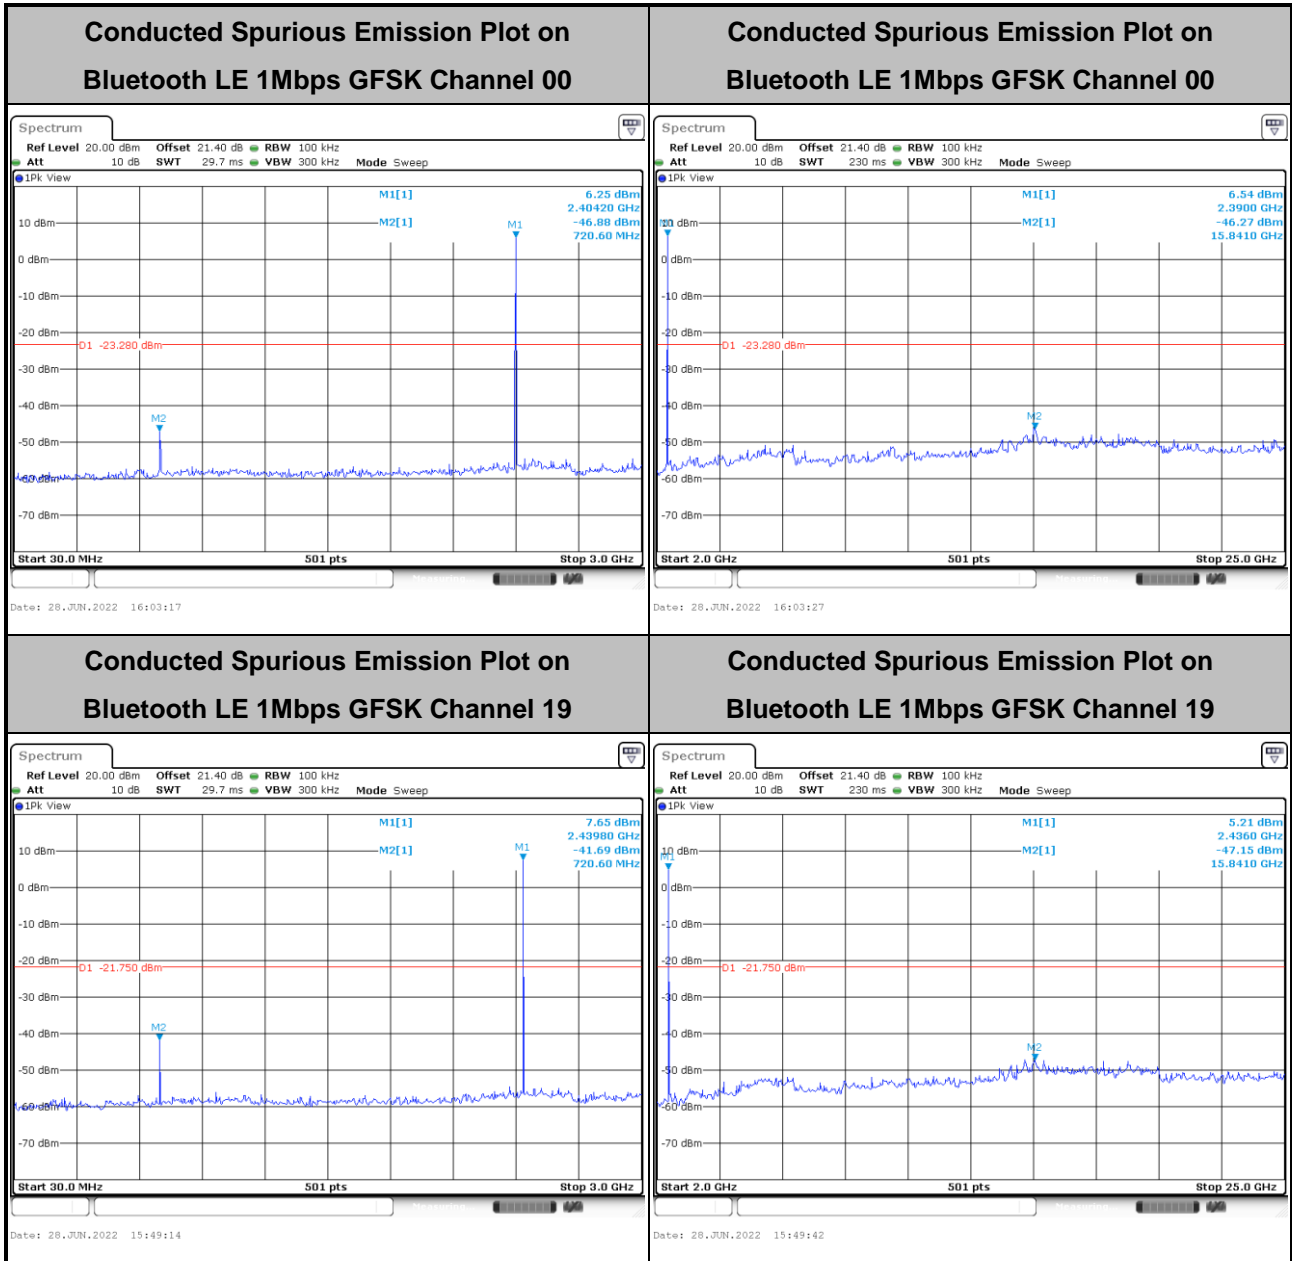 Conducted Spurious Emission Plot on
Bluetooth LE 1Mbps GFSK Channel 00
Spectrum
Ref Level 20.00 dBm Offset 21.40 dB RBW 100 kHz
Att 10 dB SWT 29.7 ms VBW 300 kHz Mode Sweep
1Pk View
M1[1] 6.25 dBm
2.40420 GHz
M2[1] -46.88 dBm
720.60 MHz
M1
10 dBm
0 dBm
-10 dBm
-20 dBm
D1 -23.280 dBm
-30 dBm
-40 dBm
M2
-50 dBm
-60 dBm
-70 dBm
Start 30.0 MHz 501 pts Stop 3.0 GHz
Measuring...
Date: 28.JUN.2022 16:03:17
Conducted Spurious Emission Plot on
Bluetooth LE 1Mbps GFSK Channel 00
Spectrum
Ref Level 20.00 dBm Offset 21.40 dB RBW 100 kHz
Att 10 dB SWT 230 ms VBW 300 kHz Mode Sweep
1Pk View
M1[1] 6.54 dBm
2.3900 GHz
M2[1] -46.27 dBm
15.8410 GHz
M1
10 dBm
0 dBm
-10 dBm
-20 dBm
D1 -23.280 dBm
-30 dBm
-40 dBm
M2
-50 dBm
-60 dBm
-70 dBm
Start 2.0 GHz 501 pts Stop 25.0 GHz
Measuring...
Date: 28.JUN.2022 16:03:27
Conducted Spurious Emission Plot on
Bluetooth LE 1Mbps GFSK Channel 19
Spectrum
Ref Level 20.00 dBm Offset 21.40 dB RBW 100 kHz
Att 10 dB SWT 29.7 ms VBW 300 kHz Mode Sweep
1Pk View
M1[1] 7.65 dBm
2.43980 GHz
M2[1] -41.69 dBm
720.60 MHz
M1
10 dBm
0 dBm
-10 dBm
-20 dBm
D1 -21.750 dBm
-30 dBm
-40 dBm
M2
-50 dBm
-60 dBm
-70 dBm
Start 30.0 MHz 501 pts Stop 3.0 GHz
Measuring...
Date: 28.JUN.2022 15:49:14
Conducted Spurious Emission Plot on
Bluetooth LE 1Mbps GFSK Channel 19
Spectrum
Ref Level 20.00 dBm Offset 21.40 dB RBW 100 kHz
Att 10 dB SWT 230 ms VBW 300 kHz Mode Sweep
1Pk View
M1[1] 5.21 dBm
2.4360 GHz
M2[1] -47.15 dBm
15.8410 GHz
10 dBm
M1
0 dBm
-10 dBm
-20 dBm
D1 -21.750 dBm
-30 dBm
-40 dBm
M2
-50 dBm
-60 dBm
-70 dBm
Start 2.0 GHz 501 pts Stop 25.0 GHz
Measuring...
Date: 28.JUN.2022 15:49:42